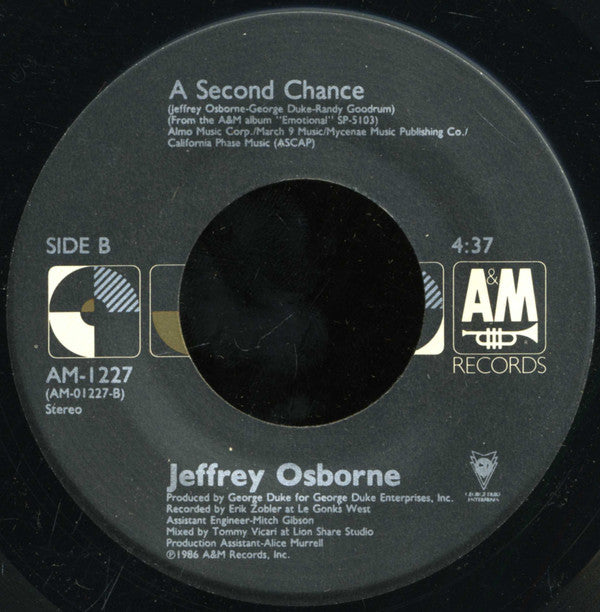 A Second Chance
(Jeffrey Osborne-George Duke-Randy Goodrum)
(From the A&M album "Emotional" SP-5103)
Almo Music Corp./March 9 Music/Mycenae Music Publishing Co./
California Phase Music (ASCAP)
SIDE B
4:37
A&M
RECORDS
AM-1227
(AM-01227-B)
Stereo
Jeffrey Osborne
Produced by George Duke for George Duke Enterprises, Inc.
Recorded by Erik Zobler at Le Gonks West
Assistant Engineer-Mitch Gibson
Mixed by Tommy Vicari at Lion Share Studio
Production Assistant-Alice Murrell
℗1986 A&M Records, Inc.